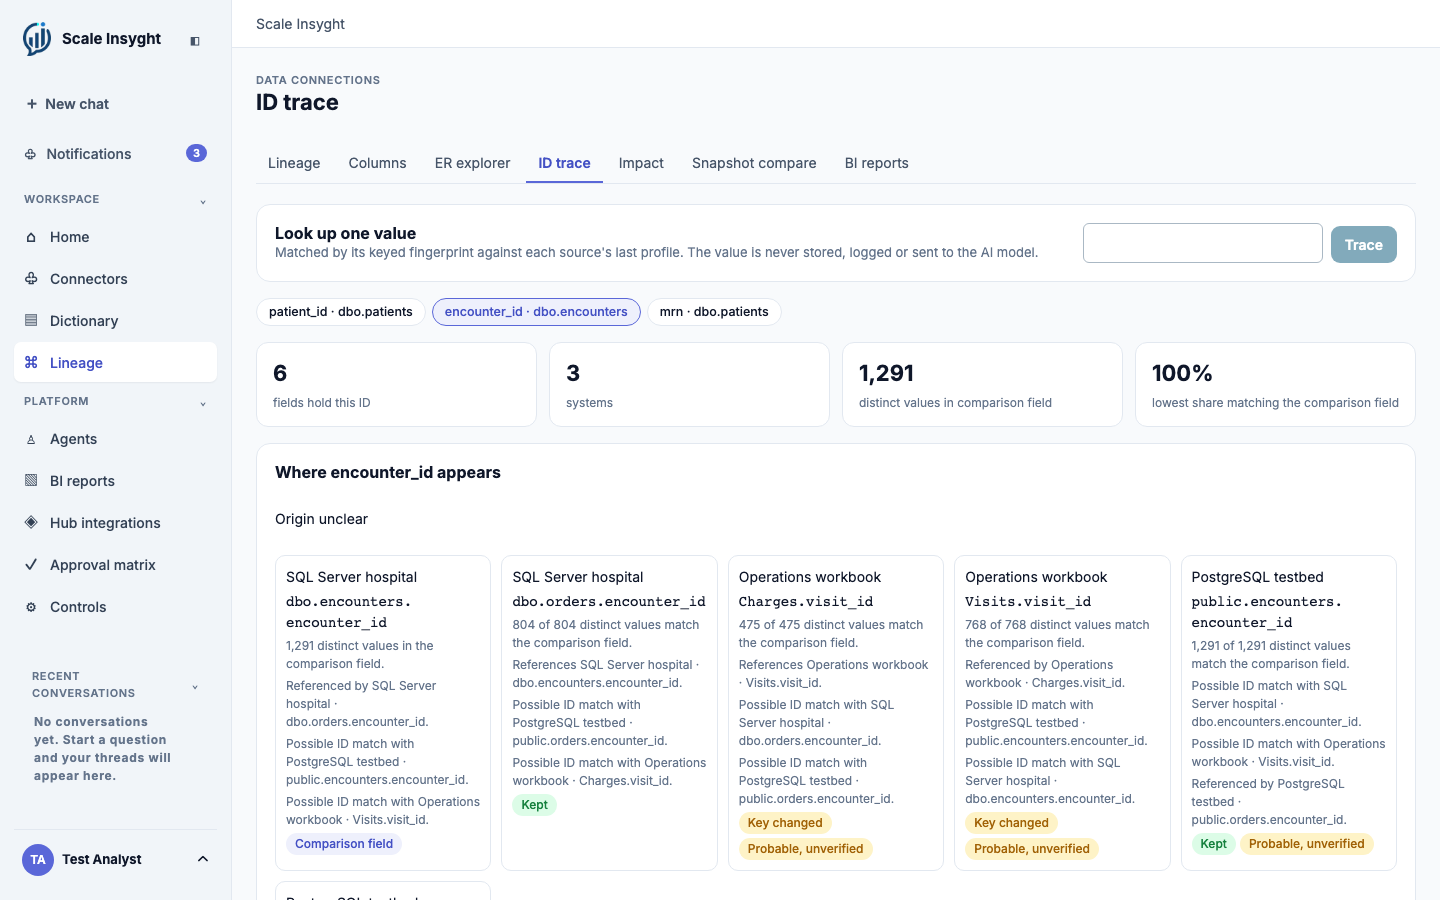 Scale Insyght
Scale Insyght
+ New chat
Notifications 3
WORKSPACE
Home
Connectors
Dictionary
Lineage
PLATFORM
Agents
BI reports
Hub integrations
Approval matrix
Controls
RECENT
CONVERSATIONS
No conversations
yet. Start a question
and your threads will
appear here.
TA Test Analyst
DATA CONNECTIONS
ID trace
Lineage Columns ER explorer ID trace Impact Snapshot compare BI reports
Look up one value
Matched by its keyed fingerprint against each source's last profile. The value is never stored, logged or sent to the AI model.
Trace
patient_id · dbo.patients encounter_id · dbo.encounters mrn · dbo.patients
6
fields hold this ID
3
systems
1,291
distinct values in comparison field
100%
lowest share matching the comparison field
Where encounter_id appears
Origin unclear
SQL Server hospital
dbo.encounters.
encounter_id
1,291 distinct values in the
comparison field.
Referenced by SQL Server
hospital ·
dbo.orders.encounter_id.
Possible ID match with
PostgreSQL testbed ·
public.encounters.encounter_id.
Possible ID match with Operations
workbook · Visits.visit_id.
Comparison field
SQL Server hospital
dbo.orders.encounter_id
804 of 804 distinct values match
the comparison field.
References SQL Server hospital ·
dbo.encounters.encounter_id.
Possible ID match with
PostgreSQL testbed ·
public.orders.encounter_id.
Possible ID match with Operations
workbook · Charges.visit_id.
Kept
Operations workbook
Charges.visit_id
475 of 475 distinct values match
the comparison field.
References Operations workbook
· Visits.visit_id.
Possible ID match with SQL
Server hospital ·
dbo.orders.encounter_id.
Possible ID match with
PostgreSQL testbed ·
public.orders.encounter_id.
Key changed
Probable, unverified
Operations workbook
Visits.visit_id
768 of 768 distinct values match
the comparison field.
Referenced by Operations
workbook · Charges.visit_id.
Possible ID match with
PostgreSQL testbed ·
public.encounters.encounter_id.
Possible ID match with SQL
Server hospital ·
dbo.encounters.encounter_id.
Key changed
Probable, unverified
PostgreSQL testbed
public.encounters.
encounter_id
1,291 of 1,291 distinct values
match the comparison field.
Possible ID match with SQL
Server hospital ·
dbo.encounters.encounter_id.
Possible ID match with Operations
workbook · Visits.visit_id.
Referenced by PostgreSQL
testbed ·
public.orders.encounter_id.
Kept Probable, unverified